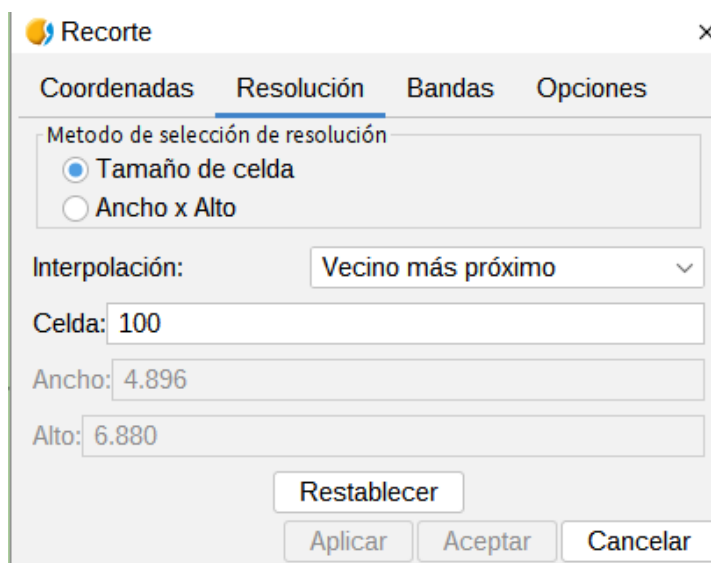 Recorte
Coordenadas Resolución Bandas Opciones
Metodo de selección de resolución
Tamaño de celda
Ancho x Alto
Interpolación: Vecino más próximo
Celda: 100
Ancho: 4.896
Alto: 6.880
Restablecer
Aplicar Aceptar Cancelar